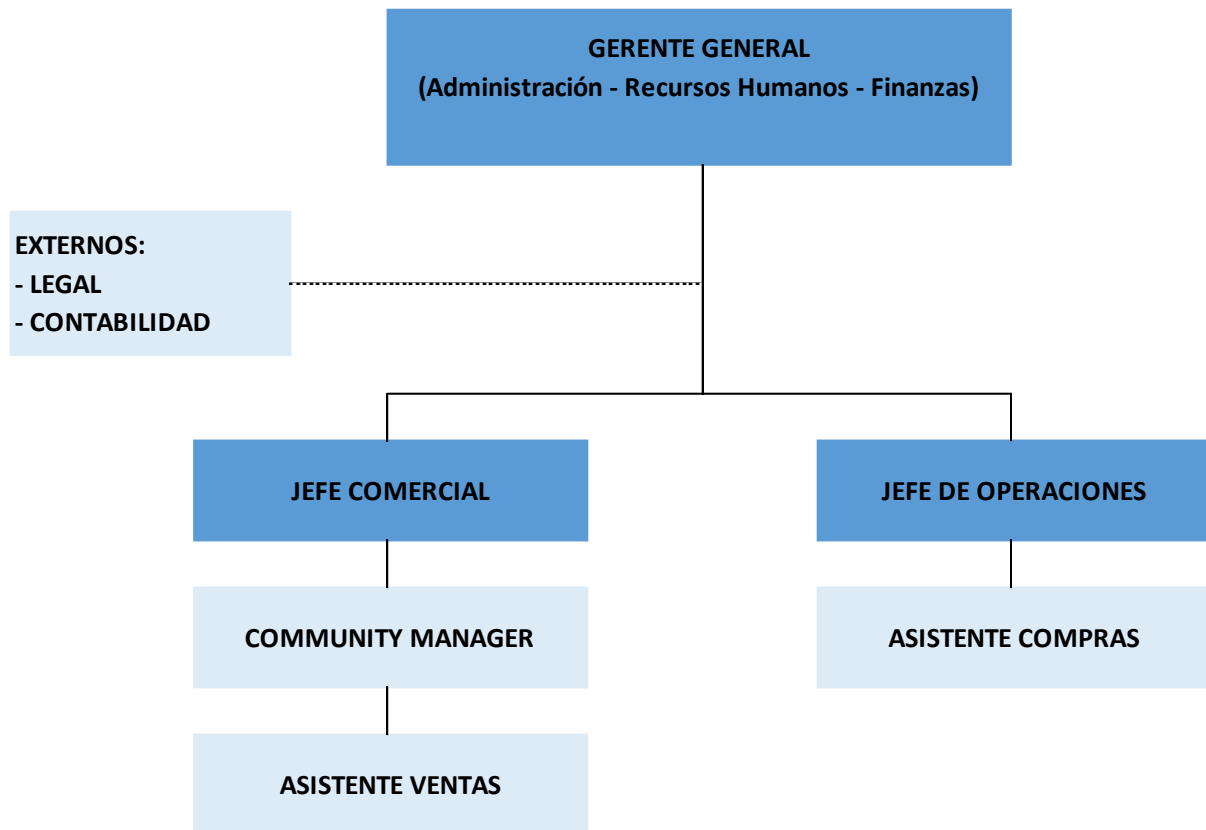 GERENTE GENERAL
(Administración - Recursos Humanos - Finanzas)
EXTERNOS:
- LEGAL
- CONTABILIDAD
JEFE COMERCIAL
JEFE DE OPERACIONES
COMMUNITY MANAGER
ASISTENTE COMPRAS
ASISTENTE VENTAS